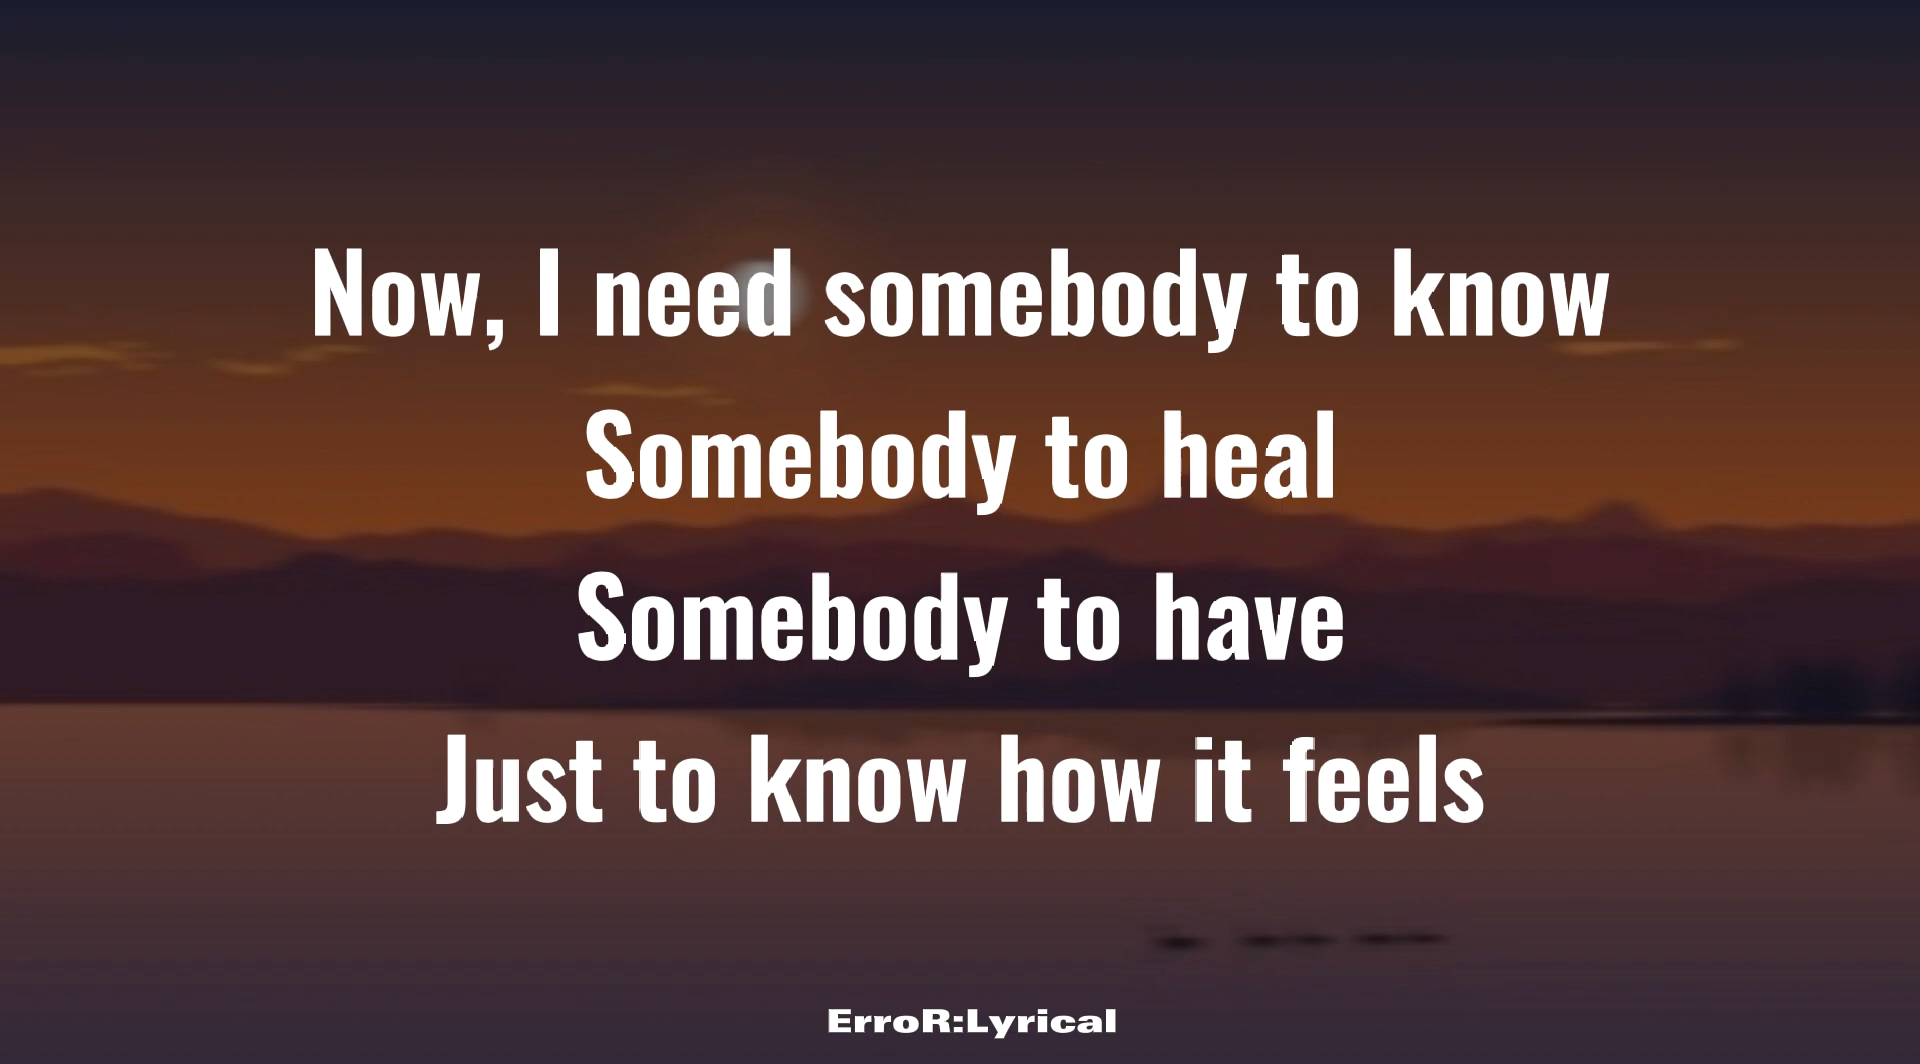 Now, I need somebody to know
Somebody to heal
Somebody to have
Just to know how it feels
ErroR:Lyrical